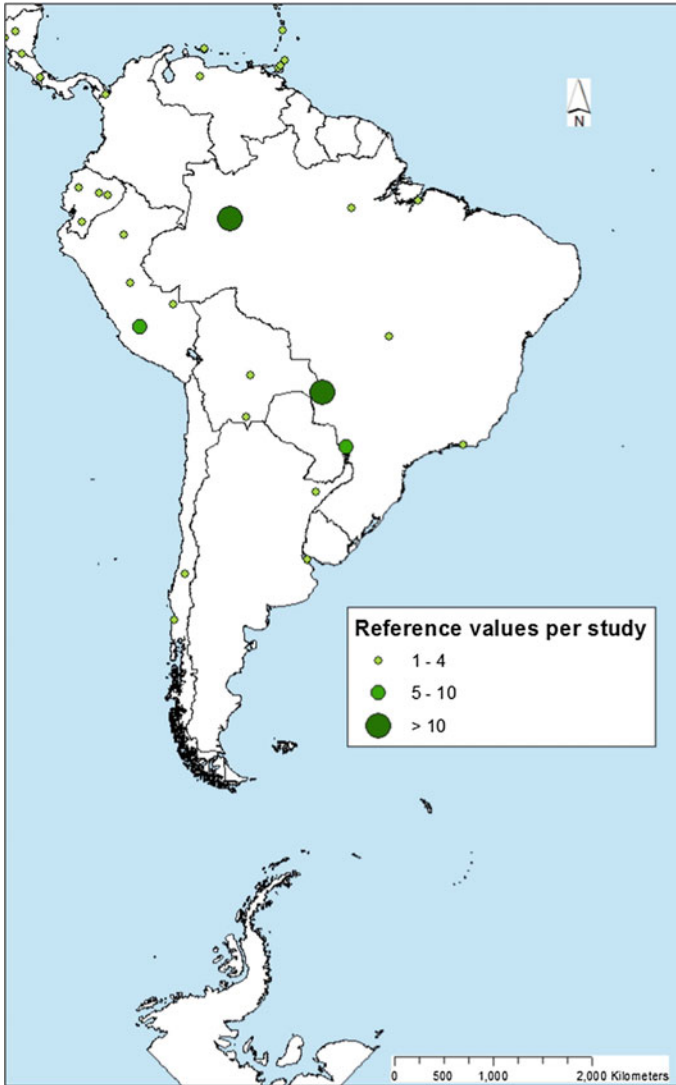 N
Reference values per study
1 - 4
5 - 10
> 10
0 500 1,000 2,000 Kilometers